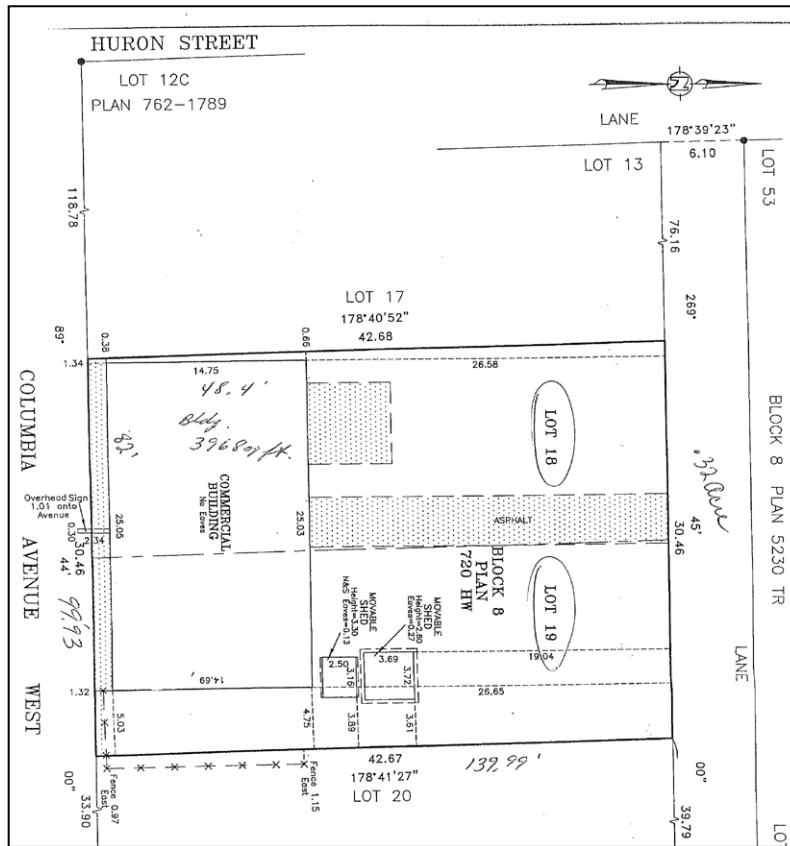 HURON STREET
LOT 12C
PLAN 762-1789
LANE
178°39'23"
6.10
LOT 13
LOT 53
118.78
76.16
LOT 17
178°40'52"
42.68
269°
89°
0.38
0.66
1.34
14.75
26.58
48.4'
Bldg.
3968 sq ft.
82'
LOT 18
BLOCK 8 PLAN 5230 TR
.32 acre
COLUMBIA AVENUE WEST
COMMERCIAL
BUILDING
No Eaves
Overhead Sign
1.01 onto
Avenue
0.30
2.34
25.05
25.03
ASPHALT
45'
30.46
30.46
44'
99.93
BLOCK 8
PLAN
720 HW
LOT 19
LANE
MOVABLE
SHED
Height=2.80
Eaves=0.27
MOVABLE
SHED
Height=3.30
N&S Eaves=0.13
2.50
3.16
3.69
3.72
19.04
14.69
26.65
1.32
5.03
4.75
3.89
3.61
42.67
178°41'27"
139.99'
LOT 20
Fence 0.97
East
Fence 1.15
East
00"
33.90
00"
39.79
LOT